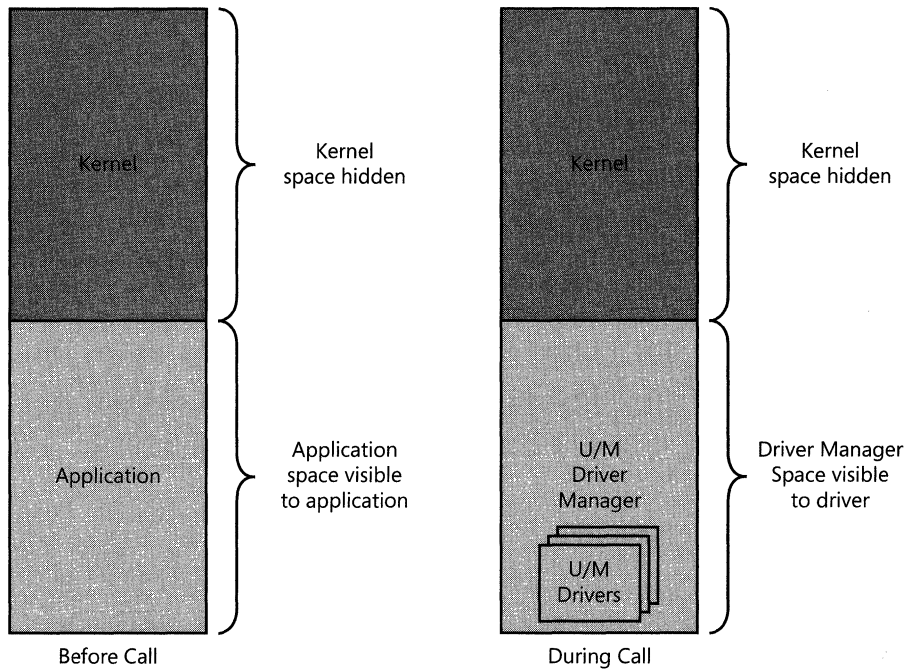 Kernel
Kernel
space hidden
Application
Application
space visible
to application
Before Call
Kernel
Kernel
space hidden
U/M
Driver
Manager
U/M
Drivers
Driver Manager
Space visible
to driver
During Call